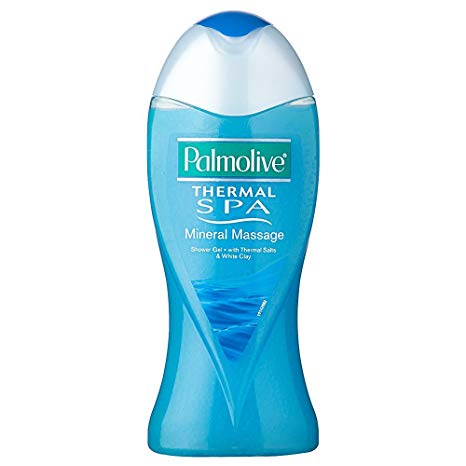 Palmolive®
THERMAL
SPA
Mineral Massage
Shower Gel • with Thermal Salts
& White Clay